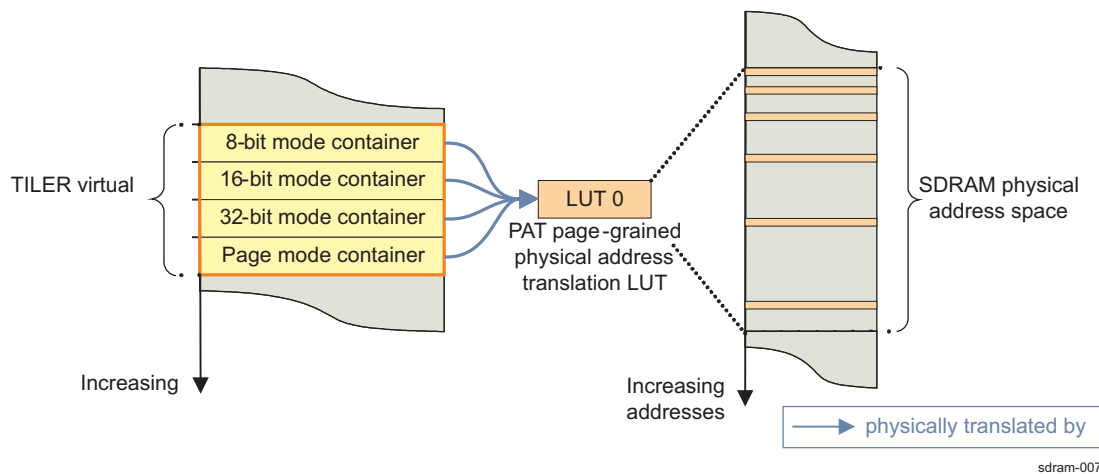 TILER virtual
8-bit mode container
16-bit mode container
32-bit mode container
Page mode container
Increasing
LUT 0
PAT page-grained
physical address
translation LUT
SDRAM physical
address space
Increasing
addresses
physically translated by
sdram-007